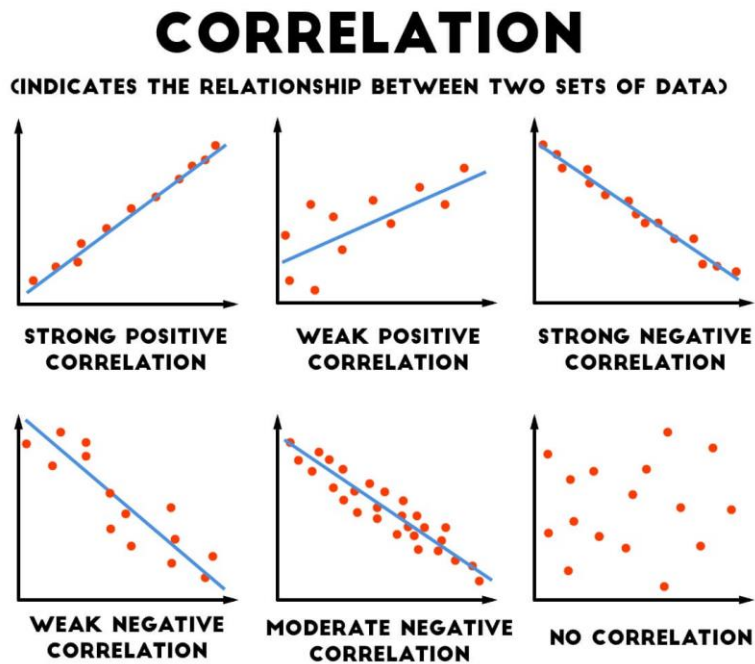 CORRELATION
(INDICATES THE RELATIONSHIP BETWEEN TWO SETS OF DATA)
STRONG POSITIVE
CORRELATION
WEAK POSITIVE
CORRELATION
STRONG NEGATIVE
CORRELATION
WEAK NEGATIVE
CORRELATION
MODERATE NEGATIVE
CORRELATION
NO CORRELATION